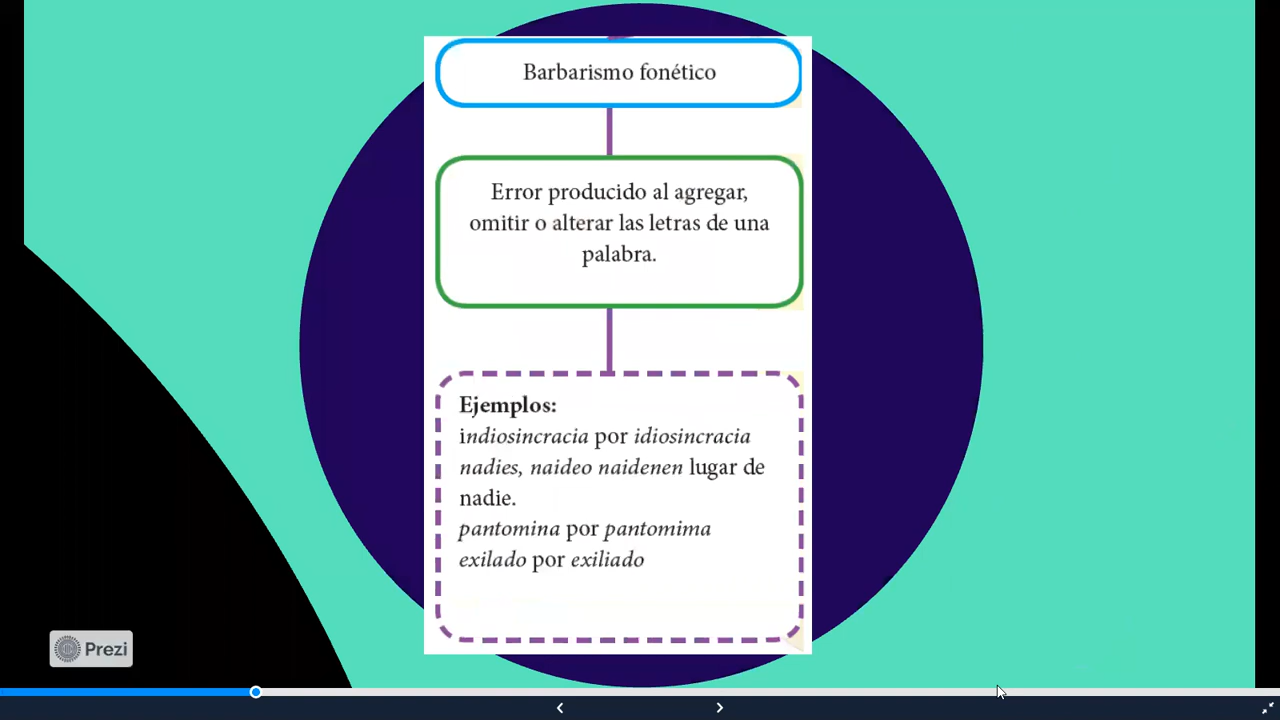 Barbarismo fonético
Error producido al agregar,
omitir o alterar las letras de una
palabra.
Ejemplos:
indiosincracia por idiosincracia
nadies, naideo naidenen lugar de
nadie.
pantomina por pantomima
exilado por exiliado
Prezi